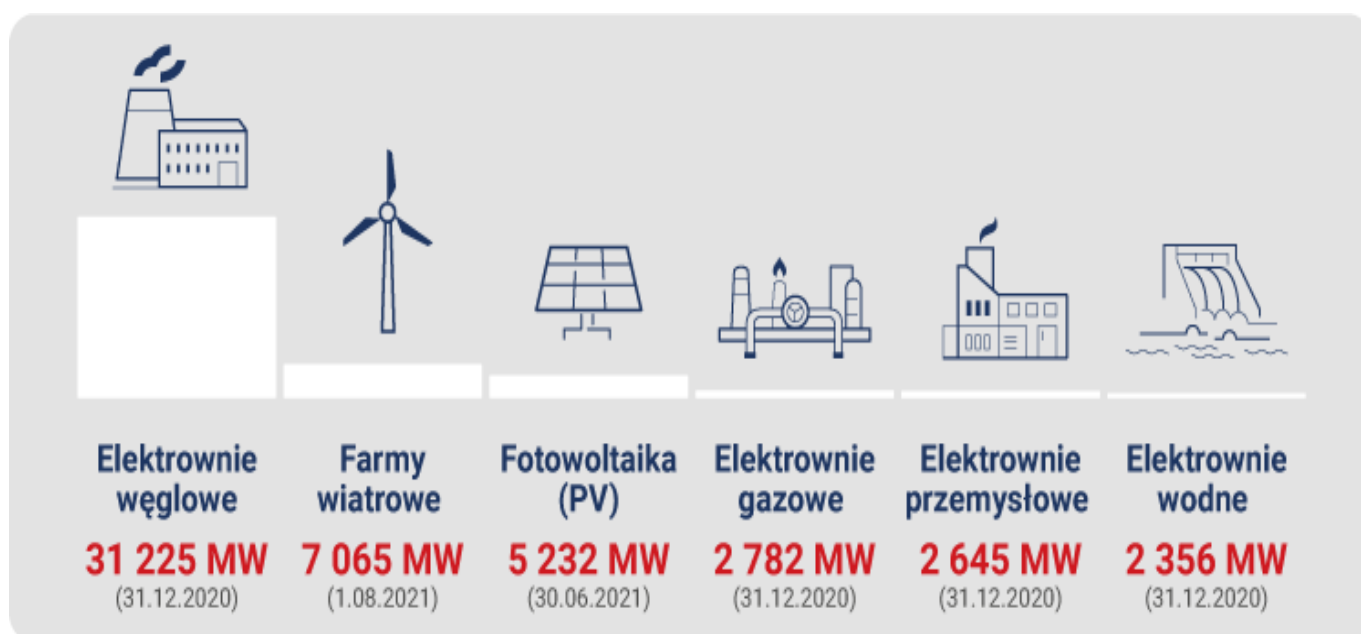 Elektrownie
węglowe
31 225 MW
(31.12.2020)
Farmy
wiatrowe
7 065 MW
(1.08.2021)
Fotowoltaika
(PV)
5 232 MW
(30.06.2021)
Elektrownie
gazowe
2 782 MW
(31.12.2020)
Elektrownie
przemysłowe
2 645 MW
(31.12.2020)
Elektrownie
wodne
2 356 MW
(31.12.2020)